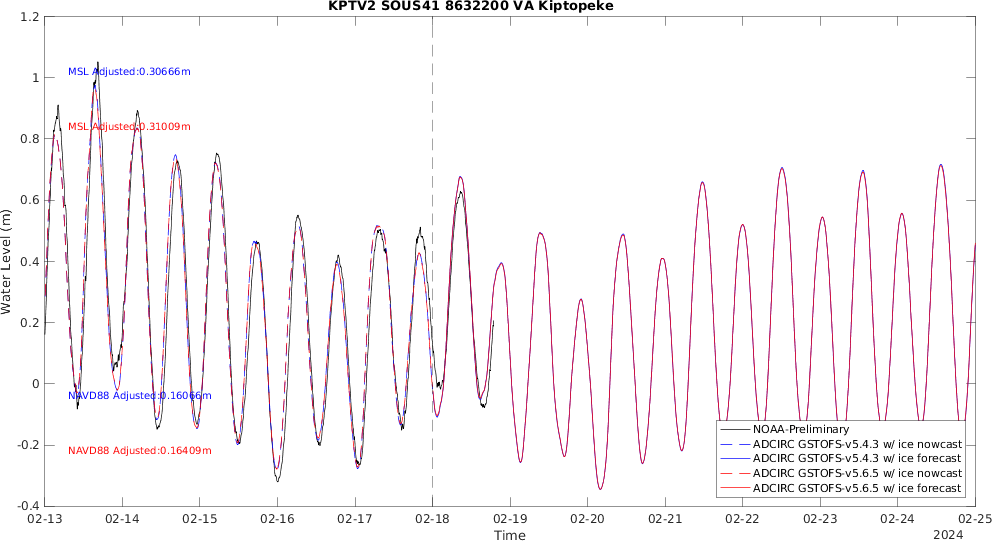 KPTV2 SOUS41 8632200 VA Kiptopeke
1.2
1
0.8
0.6
0.4
0.2
0
-0.2
-0.4
Water Level (m)
MSL Adjusted:0.30666m
MSL Adjusted:0.31009m
NAVD88 Adjusted:0.16066m
NAVD88 Adjusted:0.16409m
NOAA-Preliminary
ADCIRC GSTOFS-v5.4.3 w/ ice nowcast
ADCIRC GSTOFS-v5.4.3 w/ ice forecast
ADCIRC GSTOFS-v5.6.5 w/ ice nowcast
ADCIRC GSTOFS-v5.6.5 w/ ice forecast
02-13 02-14 02-15 02-16 02-17 02-18 02-19 02-20 02-21 02-22 02-23 02-24 02-25
Time
2024